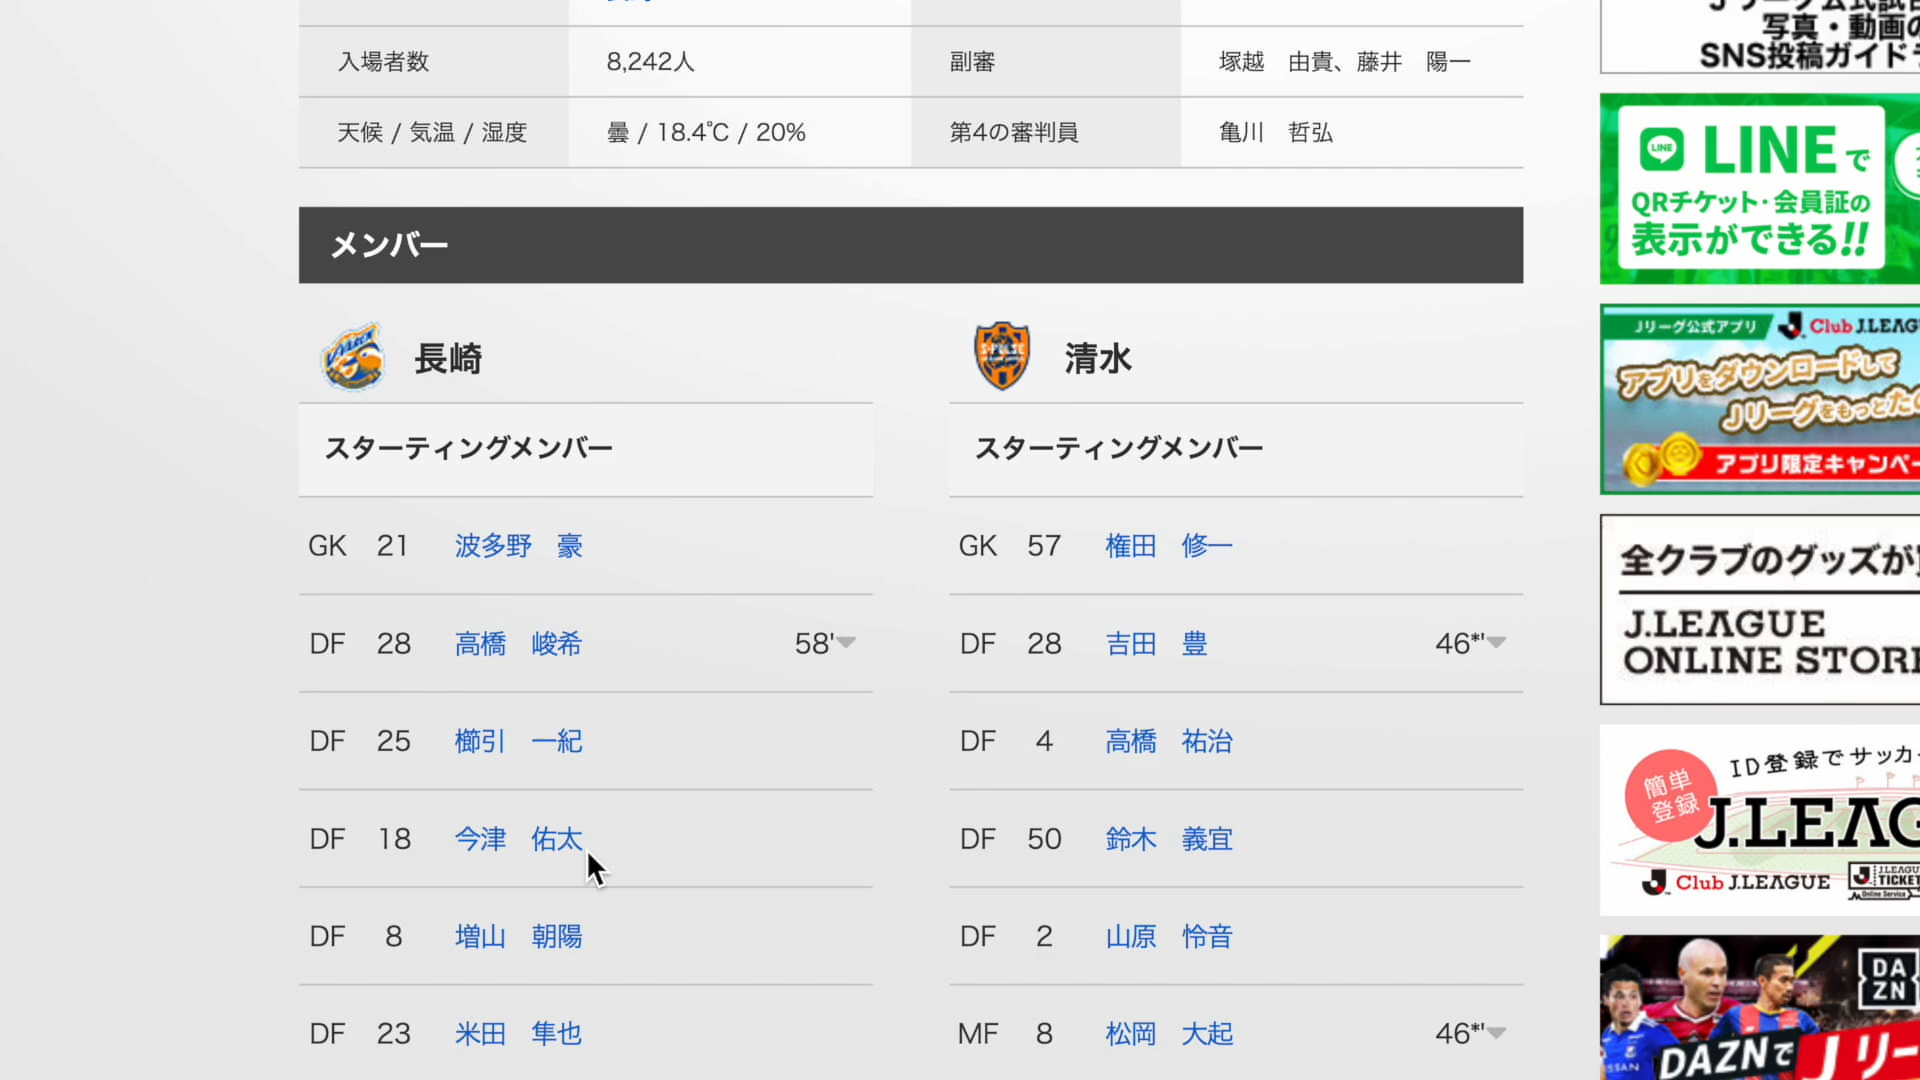 入場者数 8,242人 副審 塚越 由貴、藤井 陽一
天候 / 気温 / 湿度 曇 / 18.4℃ / 20% 第4の審判員 亀川 哲弘
メンバー
長崎
スターティングメンバー
GK 21 波多野 豪
DF 28 高橋 峻希 58'
DF 25 櫛引 一紀
DF 18 今津 佑太
DF 8 増山 朝陽
DF 23 米田 隼也
清水
スターティングメンバー
GK 57 権田 修一
DF 28 吉田 豊 46*'
DF 4 高橋 祐治
DF 50 鈴木 義宜
DF 2 山原 怜音
MF 8 松岡 大起 46*'
写真・動画の
SNS投稿ガイド
LINE
LINEで
QRチケット・会員証の
表示ができる!!
Jリーグ公式アプリ Club J.LEAGU
アプリをダウンロードして
Jリーグをもっとた
アプリ限定キャンペー
全クラブのグッズが
J.LEAGUE
ONLINE STORE
簡単
登録
ID登録でサッカ
J.LEAG
Club J.LEAGUE
J.LEAGUE
TICKET
Online Service
DA
ZN
DAZNで Jリー